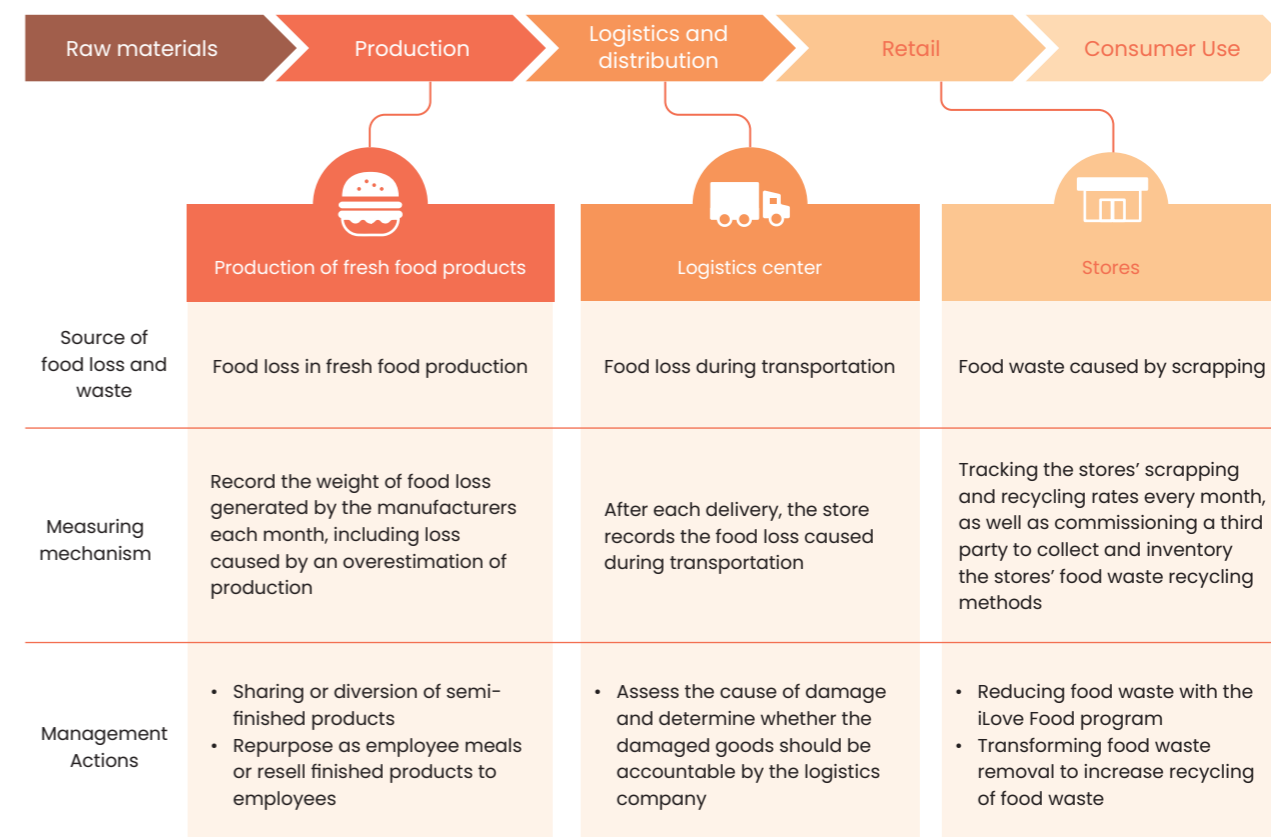 Raw materials
Production
Logistics and
distribution
Retail
Consumer Use
Production of fresh food products
Logistics center
Stores
Source of
food loss and
waste
Food loss in fresh food production
Food loss during transportation
Food waste caused by scrapping
Measuring
mechanism
Record the weight of food loss
generated by the manufacturers
each month, including loss
caused by an overestimation of
production
After each delivery, the store
records the food loss caused
during transportation
Tracking the stores’ scrapping
and recycling rates every month,
as well as commissioning a third
party to collect and inventory
the stores’ food waste recycling
methods
Management
Actions
• Sharing or diversion of semi-
finished products
• Repurpose as employee meals
or resell finished products to
employees
• Assess the cause of damage
and determine whether the
damaged goods should be
accountable by the logistics
company
• Reducing food waste with the
iLove Food program
• Transforming food waste
removal to increase recycling
of food waste